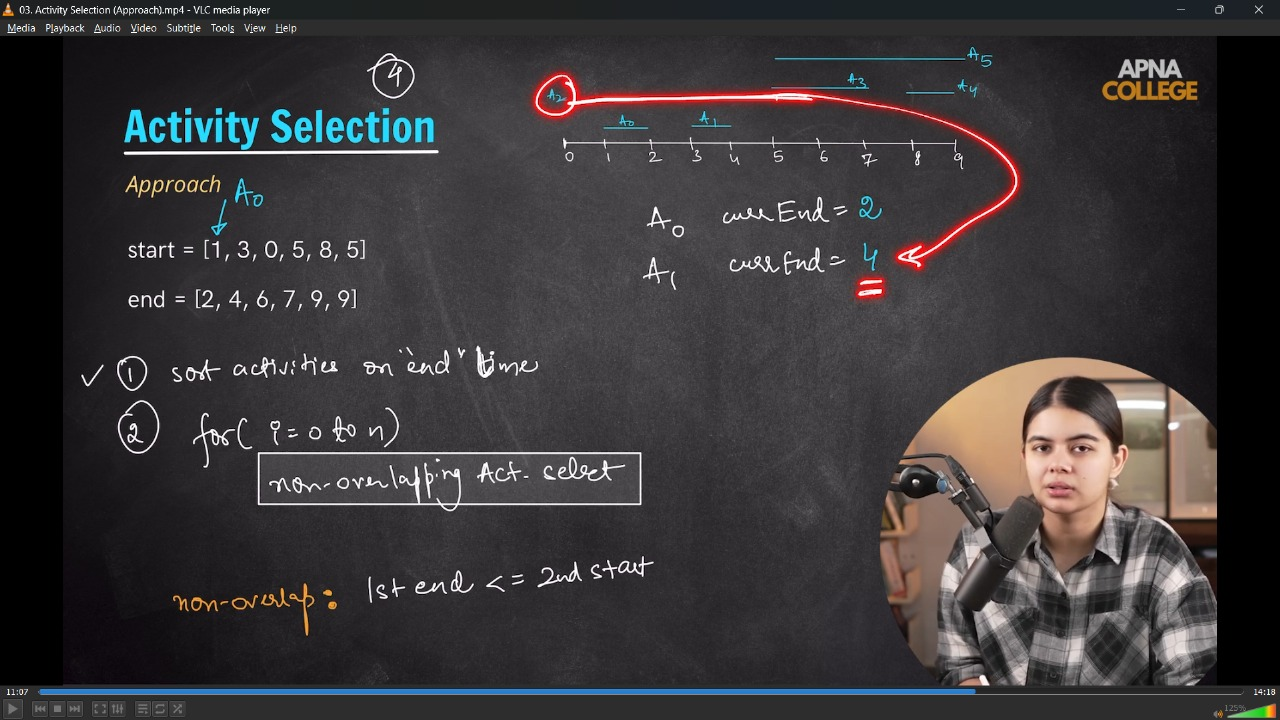 03. Activity Selection (Approach).mp4 - VLC media player
Media Playback Audio Video Subtitle Tools View Help
4
APNA
COLLEGE
A5
A3
A4
A2
A0
A1
0 1 2 3 4 5 6 7 8 9
Activity Selection
Approach
A0
start = [1, 3, 0, 5, 8, 5]
end = [2, 4, 6, 7, 9, 9]
A0 currEnd = 2
A1 currEnd = 4
① sort activities on "end" time
② for( i = 0 to n)
non-overlapping Act. select
non-overlap: 1st end <= 2nd start
11:07
14:18
125%